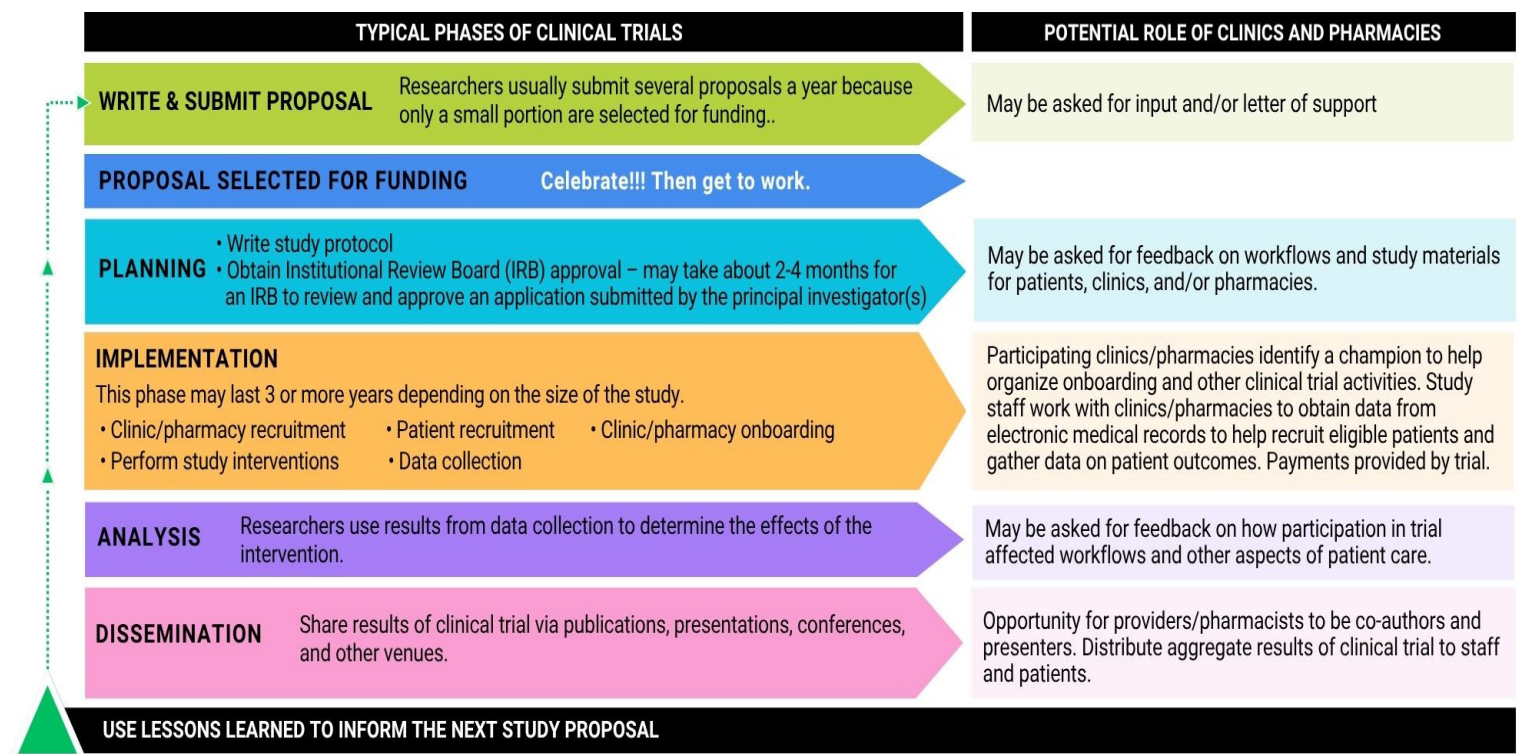 TYPICAL PHASES OF CLINICAL TRIALS
POTENTIAL ROLE OF CLINICS AND PHARMACIES
WRITE & SUBMIT PROPOSAL
Researchers usually submit several proposals a year because
only a small portion are selected for funding..
May be asked for input and/or letter of support
PROPOSAL SELECTED FOR FUNDING
Celebrate!!! Then get to work.
PLANNING
• Write study protocol
• Obtain Institutional Review Board (IRB) approval – may take about 2-4 months for
an IRB to review and approve an application submitted by the principal investigator(s)
May be asked for feedback on workflows and study materials
for patients, clinics, and/or pharmacies.
IMPLEMENTATION
This phase may last 3 or more years depending on the size of the study.
• Clinic/pharmacy recruitment • Patient recruitment • Clinic/pharmacy onboarding
• Perform study interventions • Data collection
Participating clinics/pharmacies identify a champion to help
organize onboarding and other clinical trial activities. Study
staff work with clinics/pharmacies to obtain data from
electronic medical records to help recruit eligible patients and
gather data on patient outcomes. Payments provided by trial.
ANALYSIS
Researchers use results from data collection to determine the effects of the
intervention.
May be asked for feedback on how participation in trial
affected workflows and other aspects of patient care.
DISSEMINATION
Share results of clinical trial via publications, presentations, conferences,
and other venues.
Opportunity for providers/pharmacists to be co-authors and
presenters. Distribute aggregate results of clinical trial to staff
and patients.
USE LESSONS LEARNED TO INFORM THE NEXT STUDY PROPOSAL